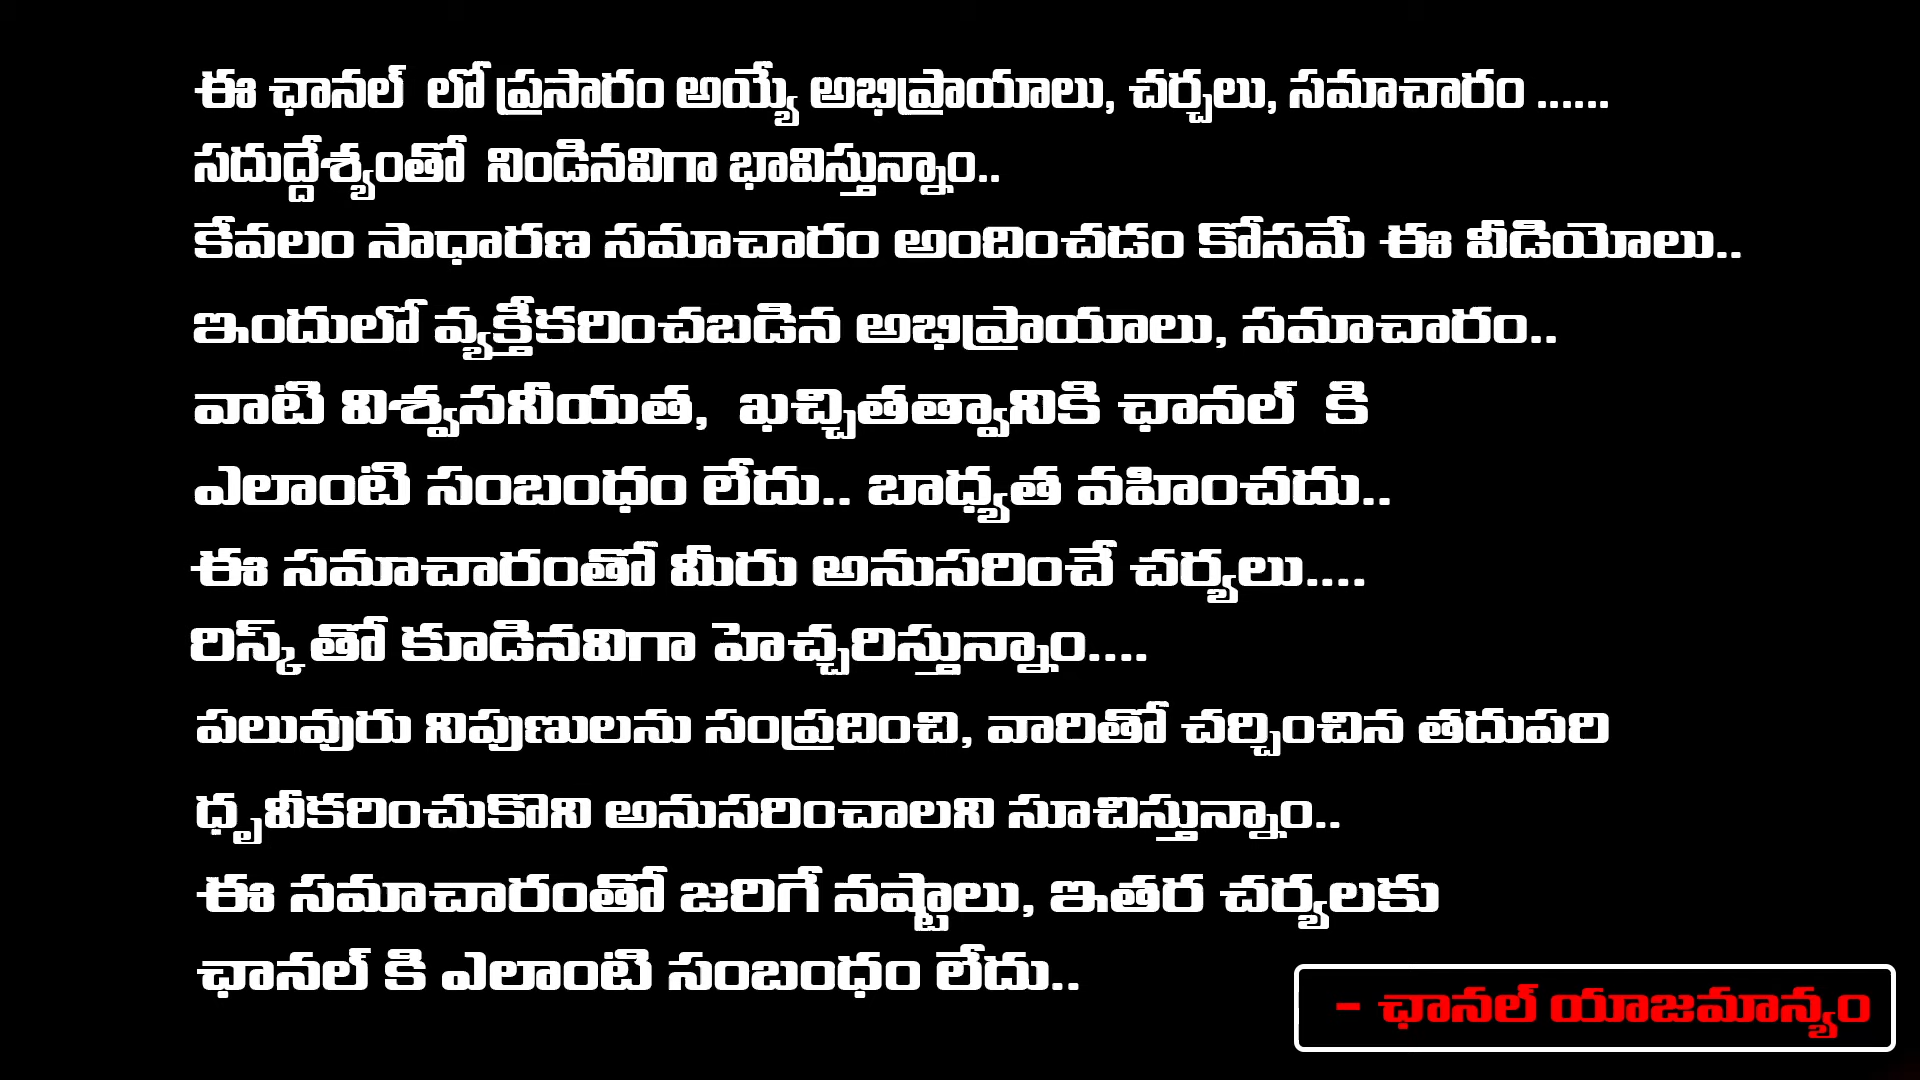 ఈ ఛానల్ లో ప్రసారం అయ్యే అభిప్రాయాలు, చర్చలు, సమాచారం ......
సదుద్దేశ్యంతో నిండినవిగా భావిస్తున్నాం..
కేవలం సాధారణ సమాచారం అందించడం కోసమే ఈ వీడియోలు..
ఇందులో వ్యక్తీకరించబడిన అభిప్రాయాలు, సమాచారం..
వాటి విశ్వసనీయత, ఖచ్చితత్వానికి ఛానల్ కి
ఎలాంటి సంబంధం లేదు.. బాధ్యత వహించదు..
ఈ సమాచారంతో మీరు అనుసరించే చర్యలు....
రిస్క్ తో కూడినవిగా హెచ్చరిస్తున్నాం....
పలువురు నిపుణులను సంప్రదించి, వారితో చర్చించిన తదుపరి
ధృవీకరించుకొని అనుసరించాలని సూచిస్తున్నాం..
ఈ సమాచారంతో జరిగే నష్టాలు, ఇతర చర్యలకు
ఛానల్ కి ఎలాంటి సంబంధం లేదు..
- ఛానల్ యాజమాన్యం